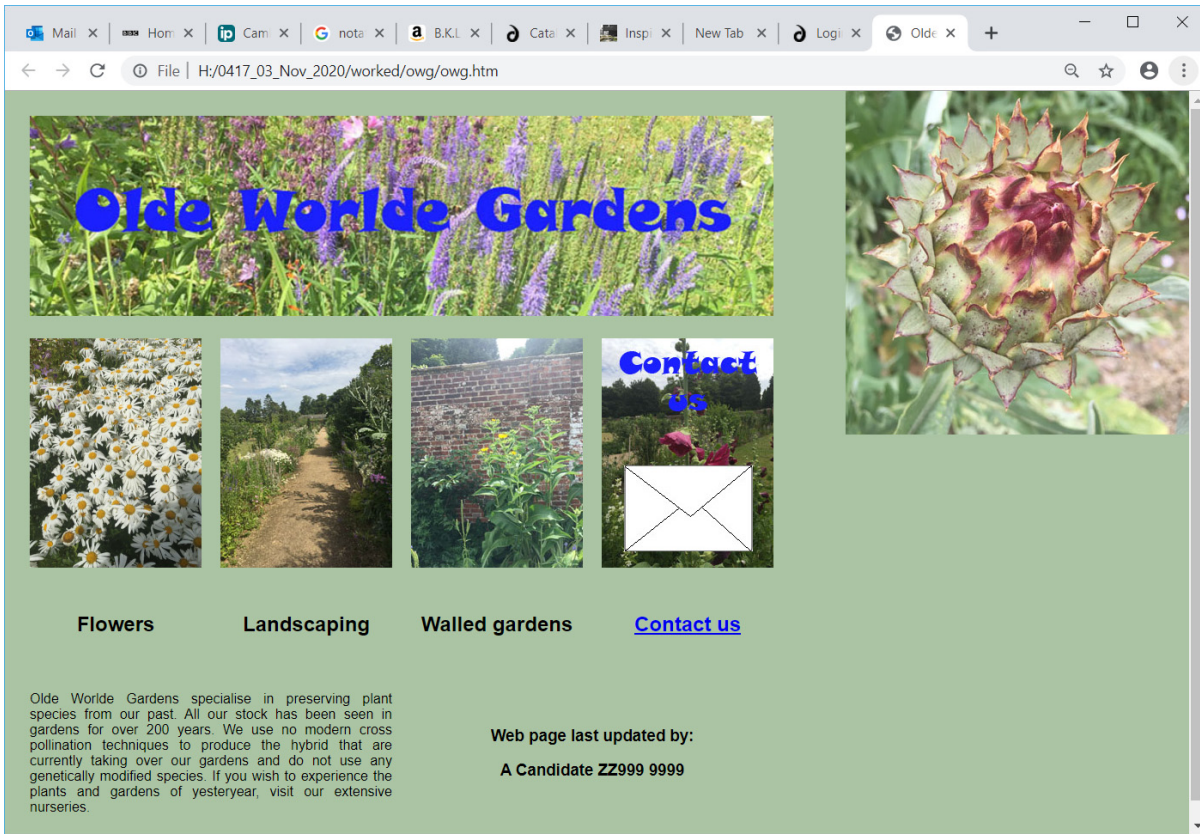 Mail
BBC Hom
ip Cam
G nota
a B.K.L
Cata
Inspi
New Tab
Logi
Olde
File H:/0417_03_Nov_2020/worked/owg/owg.htm
Olde Worlde Gardens
Contact
us
Flowers
Landscaping
Walled gardens
Contact us
Olde Worlde Gardens specialise in preserving plant
species from our past. All our stock has been seen in
gardens for over 200 years. We use no modern cross
pollination techniques to produce the hybrid that are
currently taking over our gardens and do not use any
genetically modified species. If you wish to experience the
plants and gardens of yesteryear, visit our extensive
nurseries.
Web page last updated by:
A Candidate ZZ999 9999